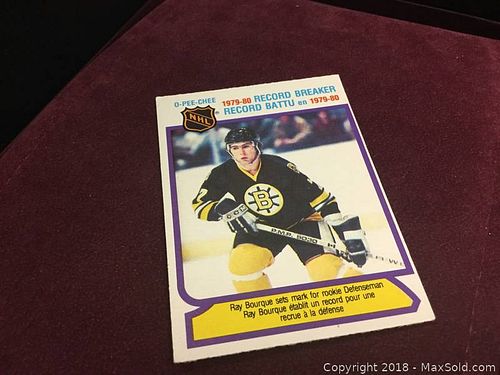 O-PEE-CHEE
NHL
1979-80 RECORD BREAKER
RECORD BATTU en 1979-80
7
B
Ray Bourque sets mark for rookie Defenseman
Ray Bourque établit un record pour une
recrue à la défense
Copyright 2018 - MaxSold.com